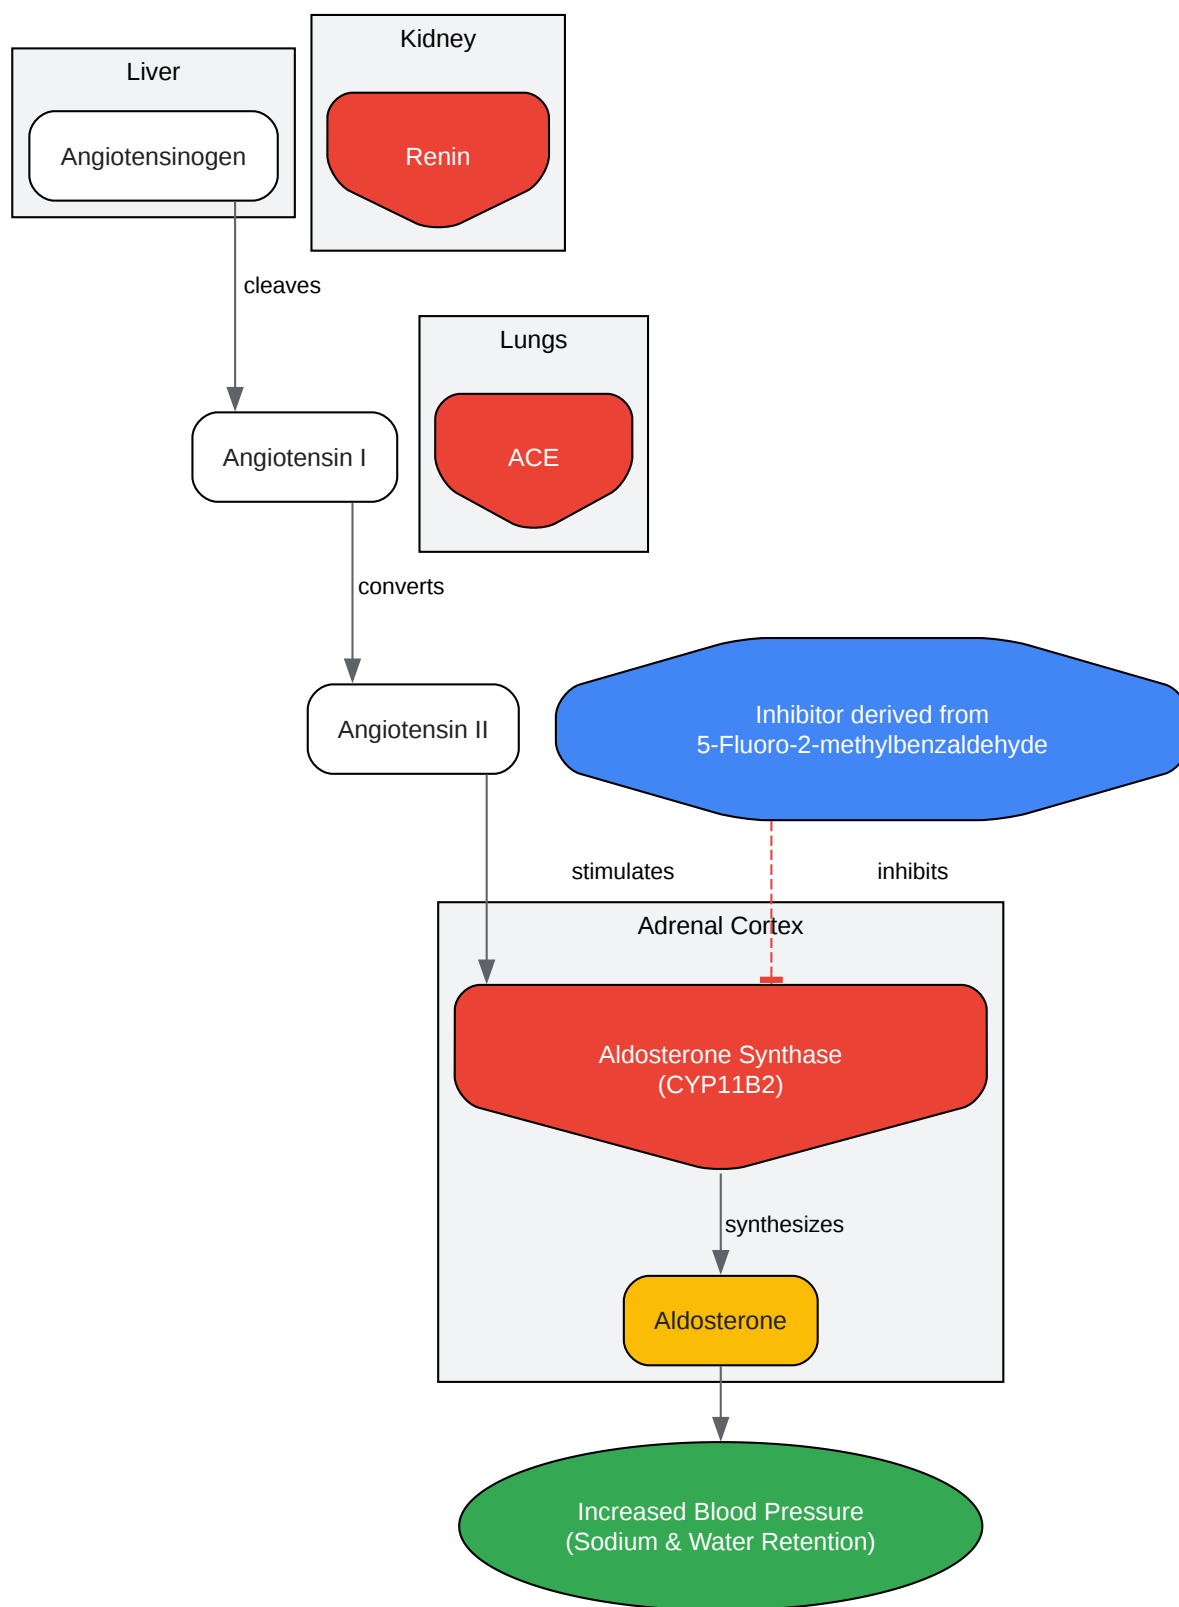 Kidney
Liver
Angiotensinogen
Renin
cleaves
Lungs
Angiotensin I
ACE
converts
Inhibitor derived from
5-Fluoro-2-methylbenzaldehyde
Angiotensin II
stimulates
inhibits
Adrenal Cortex
Aldosterone Synthase
(CYP11B2)
synthesizes
Aldosterone
Increased Blood Pressure
(Sodium & Water Retention)